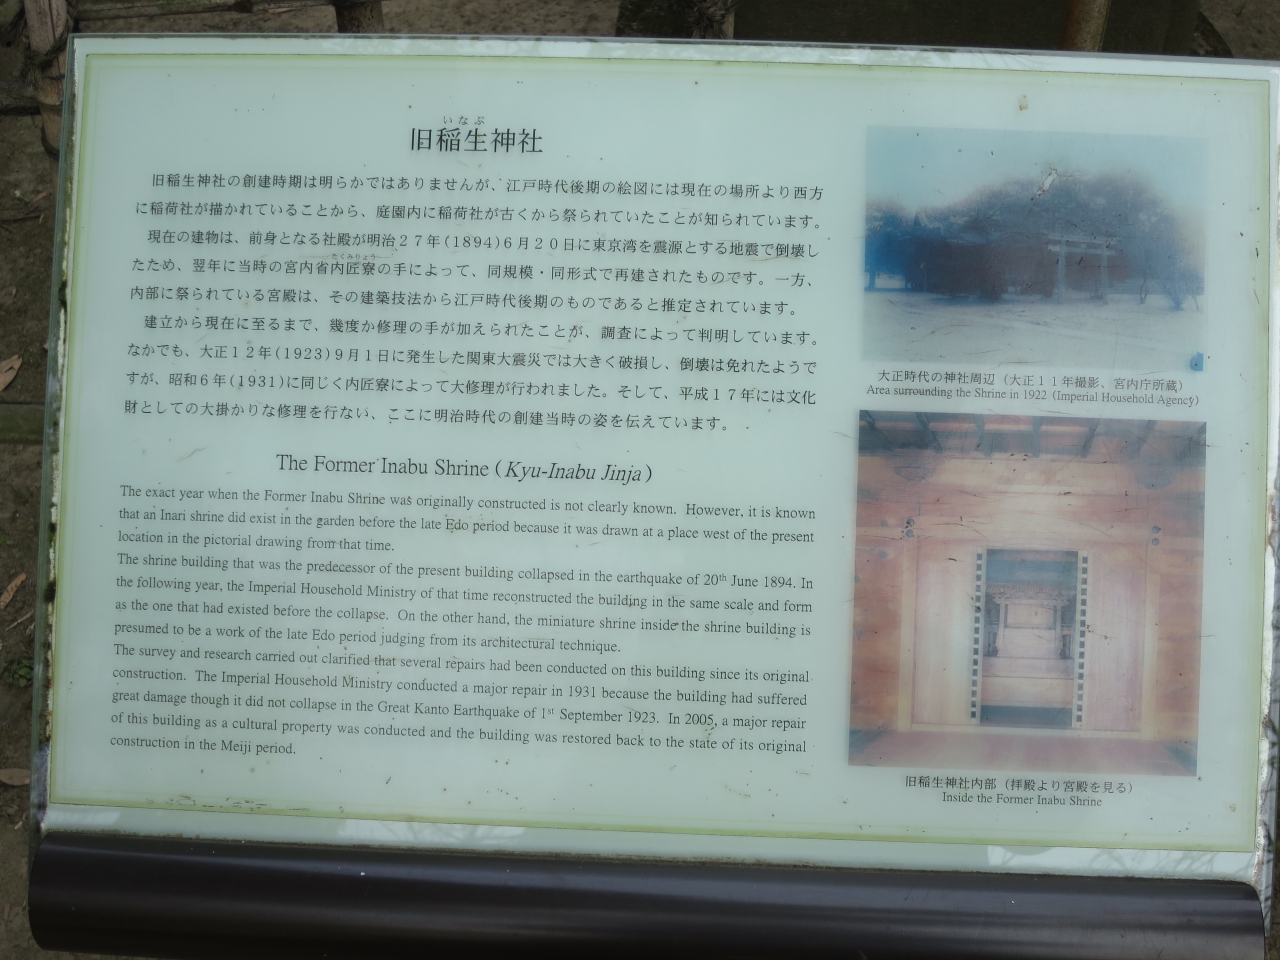 いなぶ
旧稲生神社
旧稲生神社の創建時期は明らかではありませんが、江戸時代後期の絵図には現在の場所より西方
に稲荷社が描かれていることから、庭園内に稲荷社が古くから祭られていたことが知られています。
現在の建物は、前身となる社殿が明治27年(1894)6月20日に東京湾を震源とする地震で倒壊し
たくみりょう
たため、翌年に当時の宮内省内匠寮の手によって、同規模・同形式で再建されたものです。一方、
内部に祭られている宮殿は、その建築技法から江戸時代後期のものであると推定されています。
建立から現在に至るまで、幾度か修理の手が加えられたことが、調査によって判明しています。
なかでも、大正12年(1923)9月1日に発生した関東大震災では大きく破損し、倒壊は免れたようで
すが、昭和6年(1931)に同じく内匠寮によって大修理が行われました。そして、平成17年には文化
財としての大掛かりな修理を行ない、ここに明治時代の創建当時の姿を伝えています。
The Former Inabu Shrine (Kyu-Inabu Jinja)
The exact year when the Former Inabu Shrine was originally constructed is not clearly known. However, it is known
that an Inari shrine did exist in the garden before the late Edo period because it was drawn at a place west of the present
location in the pictorial drawing from that time.
The shrine building that was the predecessor of the present building collapsed in the earthquake of 20th June 1894. In
the following year, the Imperial Household Ministry of that time reconstructed the building in the same scale and form
as the one that had existed before the collapse. On the other hand, the miniature shrine inside the shrine building is
presumed to be a work of the late Edo period judging from its architectural technique.
The survey and research carried out clarified that several repairs had been conducted on this building since its original
construction. The Imperial Household Ministry conducted a major repair in 1931 because the building had suffered
great damage though it did not collapse in the Great Kanto Earthquake of 1st September 1923. In 2005, a major repair
of this building as a cultural property was conducted and the building was restored back to the state of its original
construction in the Meiji period.
大正時代の神社周辺（大正11年撮影、宮内庁所蔵）
Area surrounding the Shrine in 1922 (Imperial Household Agency)
旧稲生神社内部（拝殿より宮殿を見る）
Inside the Former Inabu Shrine